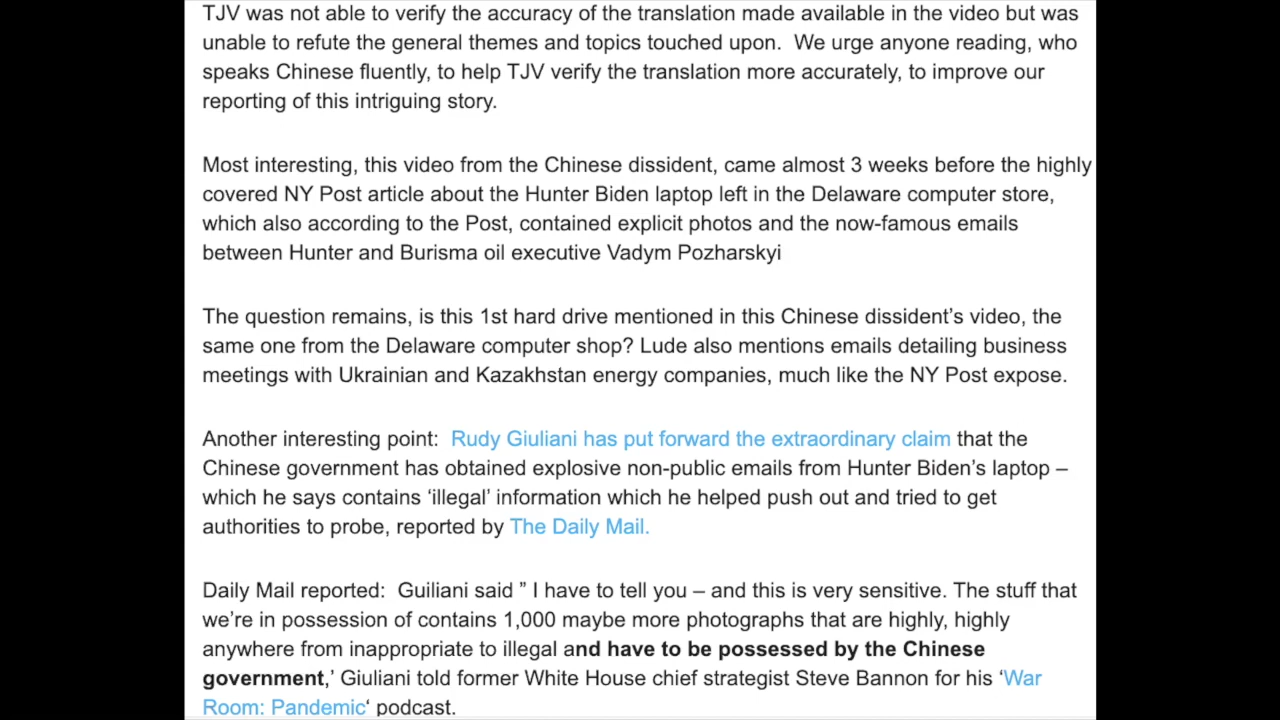 TJV was not able to verify the accuracy of the translation made available in the video but was
unable to refute the general themes and topics touched upon.  We urge anyone reading, who
speaks Chinese fluently, to help TJV verify the translation more accurately, to improve our
reporting of this intriguing story.
Most interesting, this video from the Chinese dissident, came almost 3 weeks before the highly
covered NY Post article about the Hunter Biden laptop left in the Delaware computer store,
which also according to the Post, contained explicit photos and the now-famous emails
between Hunter and Burisma oil executive Vadym Pozharskyi
The question remains, is this 1st hard drive mentioned in this Chinese dissident’s video, the
same one from the Delaware computer shop? Lude also mentions emails detailing business
meetings with Ukrainian and Kazakhstan energy companies, much like the NY Post expose.
Another interesting point:  Rudy Giuliani has put forward the extraordinary claim that the
Chinese government has obtained explosive non-public emails from Hunter Biden’s laptop –
which he says contains ‘illegal’ information which he helped push out and tried to get
authorities to probe, reported by The Daily Mail.
Daily Mail reported:  Guiliani said ” I have to tell you – and this is very sensitive. The stuff that
we’re in possession of contains 1,000 maybe more photographs that are highly, highly
anywhere from inappropriate to illegal and have to be possessed by the Chinese
government,’ Giuliani told former White House chief strategist Steve Bannon for his ‘War
Room: Pandemic‘ podcast.